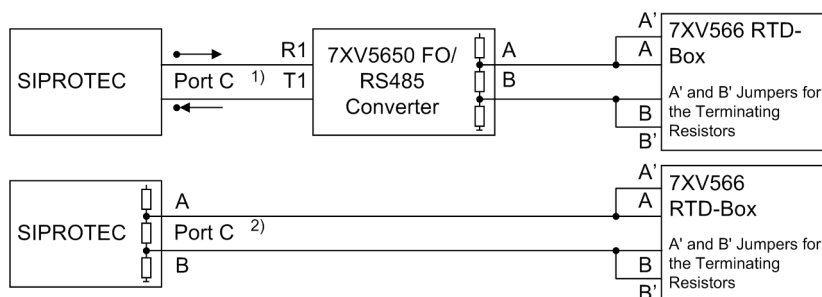 SIPROTEC
Port C 1)
R1
T1
7XV5650 FO/
RS485
Converter
A
B
A'
A
B
B'
7XV566 RTD-
Box
A' and B' Jumpers for
the Terminating
Resistors
SIPROTEC
A
Port C 2)
B
A'
A
B
B'
7XV566
RTD-Box
A' and B' Jumpers for
the Terminating
Resistors